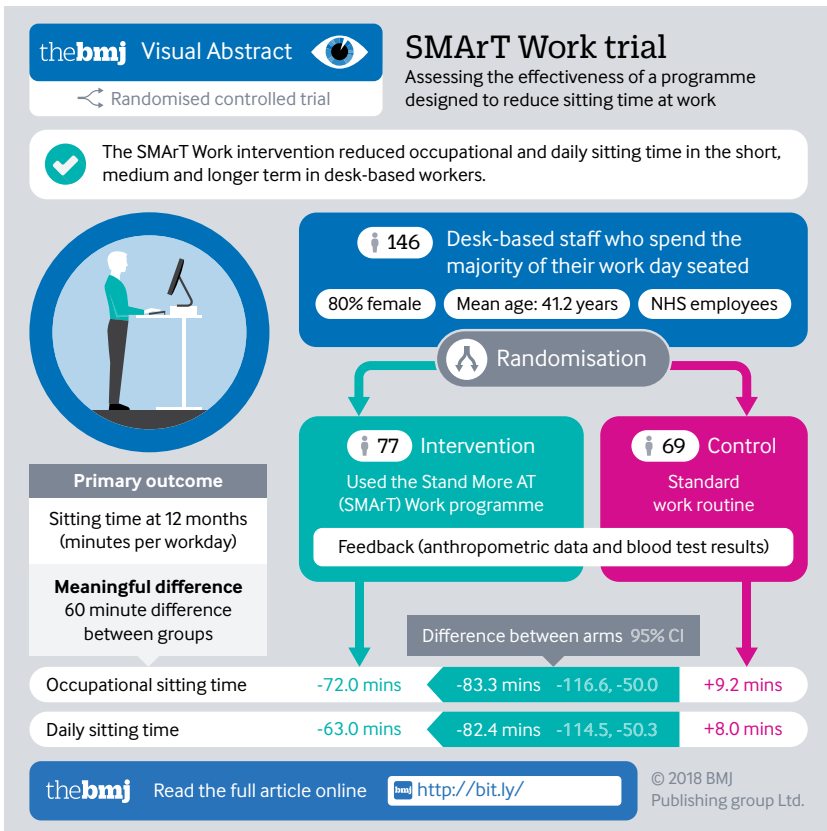 thebmj Visual Abstract
Randomised controlled trial
SMArT Work trial
Assessing the effectiveness of a programme
designed to reduce sitting time at work
The SMArT Work intervention reduced occupational and daily sitting time in the short,
medium and longer term in desk-based workers.
146 Desk-based staff who spend the
majority of their work day seated
80% female Mean age: 41.2 years NHS employees
Randomisation
77 Intervention
Used the Stand More AT
(SMArT) Work programme
69 Control
Standard
work routine
Feedback (anthropometric data and blood test results)
Primary outcome
Sitting time at 12 months
(minutes per workday)
Meaningful difference
60 minute difference
between groups
Difference between arms 95% CI
Occupational sitting time -72.0 mins -83.3 mins -116.6, -50.0 +9.2 mins
Daily sitting time -63.0 mins -82.4 mins -114.5, -50.3 +8.0 mins
thebmj Read the full article online bmj http://bit.ly/
© 2018 BMJ
Publishing group Ltd.